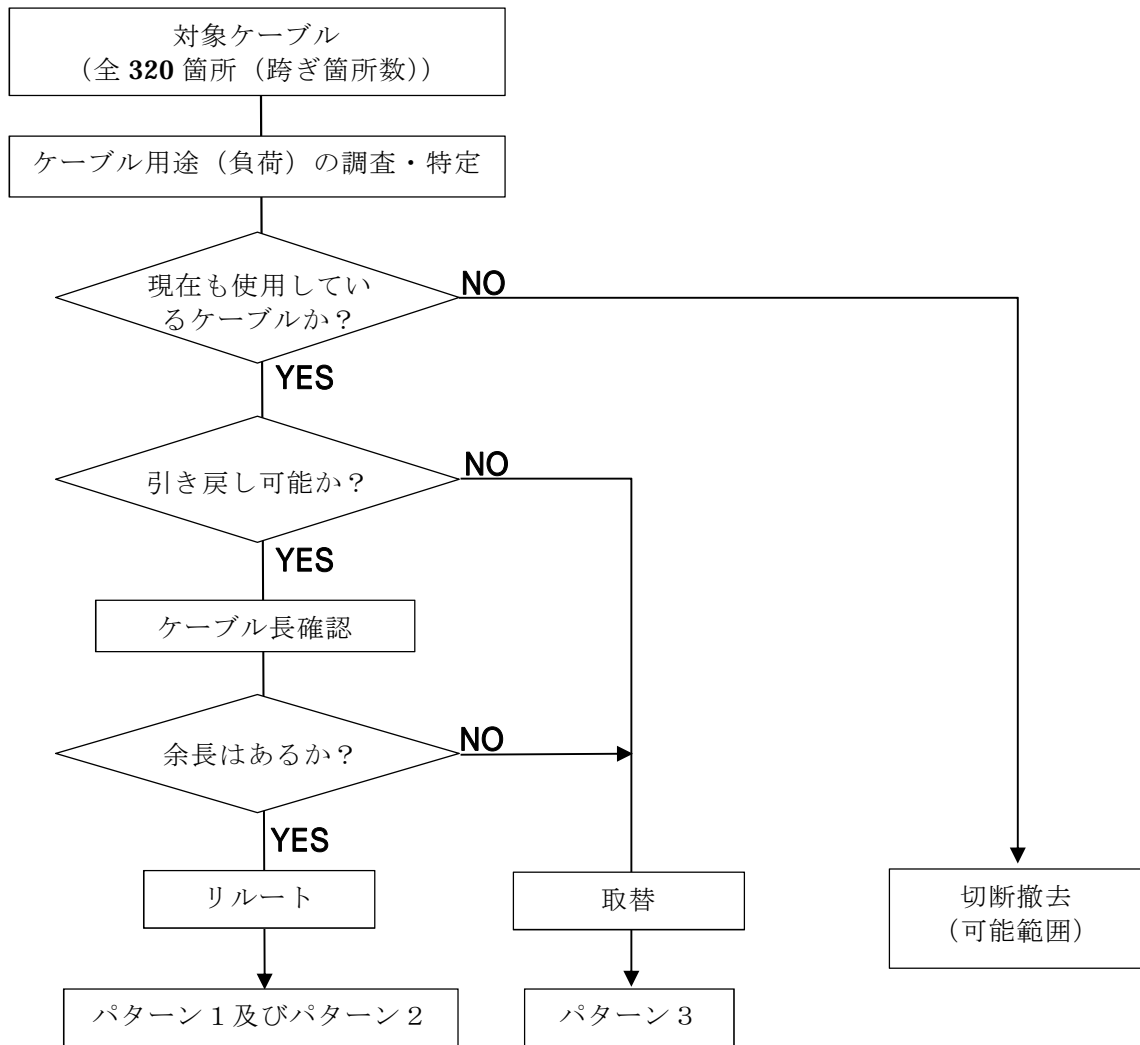 対象ケーブル
（全 320 箇所（跨ぎ箇所数））
ケーブル用途（負荷）の調査・特定
現在も使用してい
るケーブルか？
NO
YES
引き戻し可能か？
NO
YES
ケーブル長確認
余長はあるか？
NO
YES
リルート
取替
切断撤去
（可能範囲）
パターン１及びパターン２
パターン３